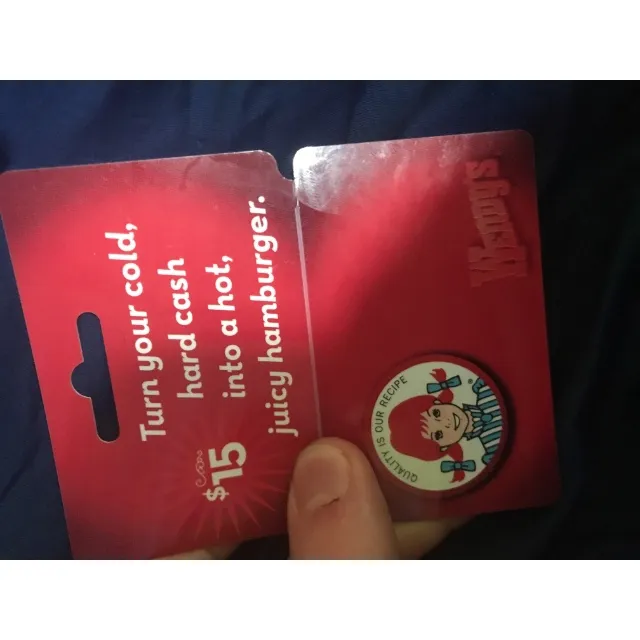 Turn your cold,
hard cash
into a hot,
juicy hamburger.
$15
Wendy's
QUALITY IS OUR RECIPE
®